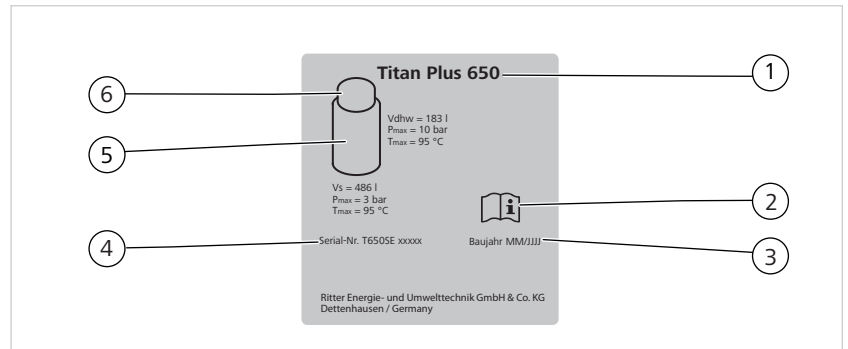 Titan Plus 650
1
6
Vdhw = 183 l
Pmax = 10 bar
Tmax = 95 °C
5
Vs = 486 l
Pmax = 3 bar
Tmax = 95 °C
i
2
4
Serial-Nr. T650SE xxxxx
Baujahr MM/JJJJ
3
Ritter Energie- und Umwelttechnik GmbH & Co. KG
Dettenhausen / Germany